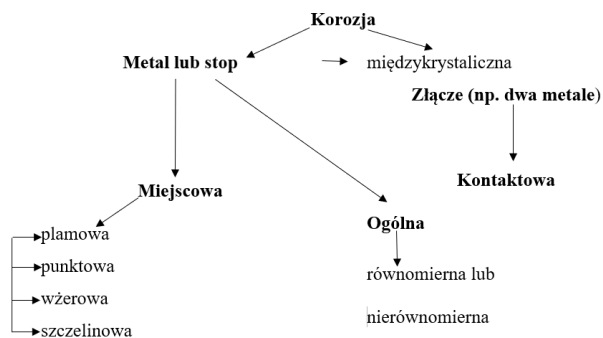 Korozja
Metal lub stop
międzykrystaliczna
Złącze (np. dwa metale)
Miejscowa
Kontaktowa
Ogólna
plamowa
punktowa
równomierna lub
wżerowa
nierównomierna
szczelinowa